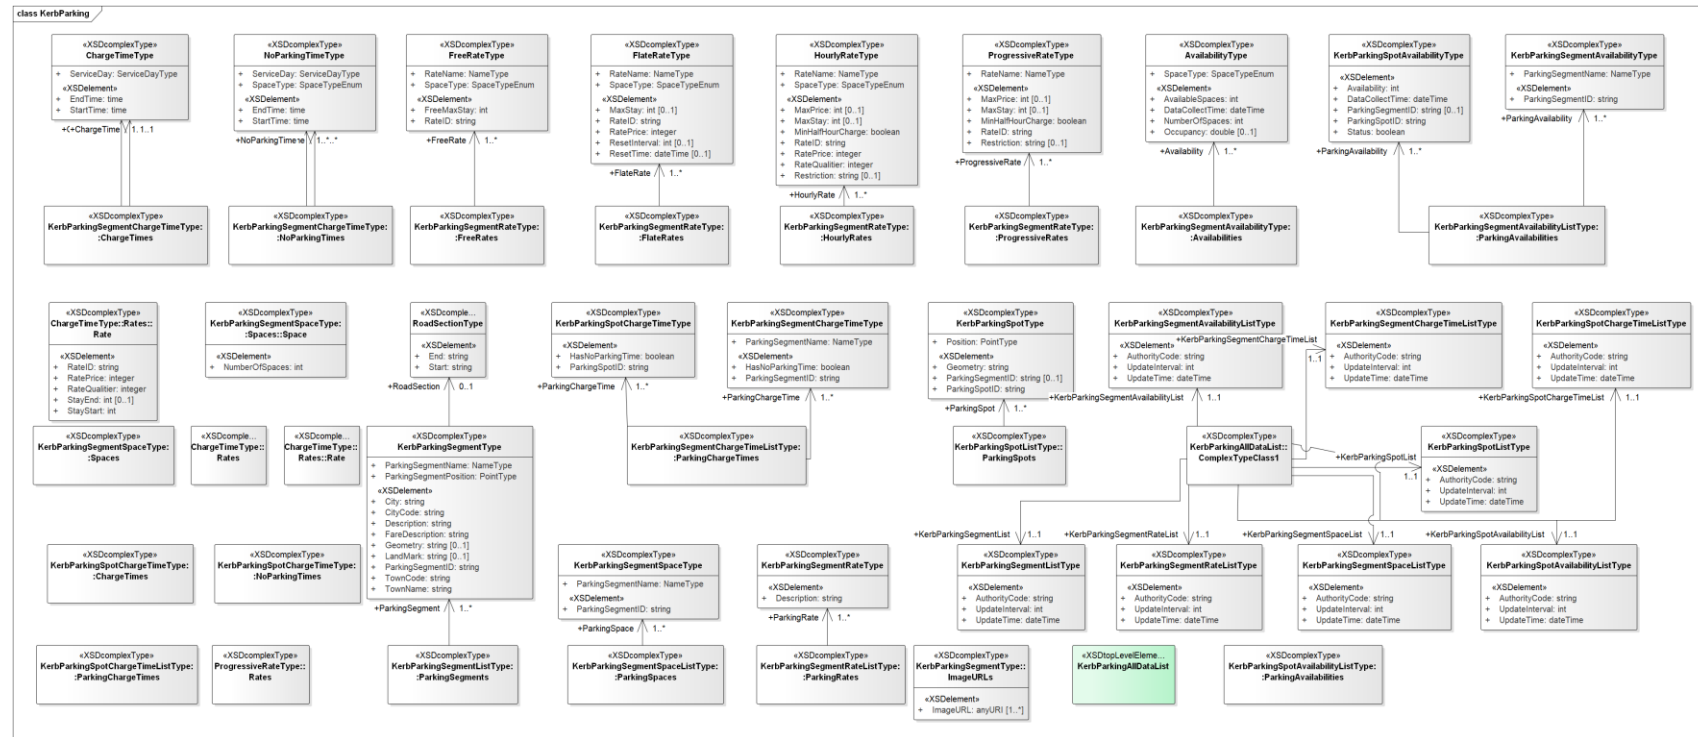 class KerbParking
«XSDcomplexType»
ChargeTimeType
+ ServiceDay: ServiceDayType
«XSDelement»
+ EndTime: time
+ StartTime: time
«XSDcomplexType»
NoParkingTimeType
+ ServiceDay: ServiceDayType
+ SpaceType: SpaceTypeEnum
«XSDelement»
+ EndTime: time
+ StartTime: time
«XSDcomplexType»
FreeRateType
+ RateName: NameType
+ SpaceType: SpaceTypeEnum
«XSDelement»
+ FreeMaxStay: int
+ RateID: string
«XSDcomplexType»
FlateRateType
+ RateName: NameType
+ SpaceType: SpaceTypeEnum
«XSDelement»
+ MaxStay: int [0..1]
+ RateID: string
+ RatePrice: integer
+ ResetInterval: int [0..1]
+ ResetTime: dateTime [0..1]
«XSDcomplexType»
HourlyRateType
+ RateName: NameType
+ SpaceType: SpaceTypeEnum
«XSDelement»
+ MaxPrice: int [0..1]
+ MaxStay: int [0..1]
+ MinHalfHourCharge: boolean
+ RateID: string
+ RatePrice: integer
+ RateQualitier: integer
+ Restriction: string [0..1]
«XSDcomplexType»
ProgressiveRateType
+ RateName: NameType
«XSDelement»
+ MaxPrice: int [0..1]
+ MaxStay: int [0..1]
+ MinHalfHourCharge: boolean
+ RateID: string
+ Restriction: string [0..1]
«XSDcomplexType»
AvailabilityType
+ SpaceType: SpaceTypeEnum
«XSDelement»
+ AvailableSpaces: int
+ DataCollectTime: dateTime
+ NumberOfSpaces: int
+ Occupancy: double [0..1]
«XSDcomplexType»
KerbParkingSpotAvailabilityType
«XSDelement»
+ Availability: int
+ DataCollectTime: dateTime
+ ParkingSegmentID: string [0..1]
+ ParkingSpotID: string
+ Status: boolean
«XSDcomplexType»
KerbParkingSegmentAvailabilityType
+ ParkingSegmentName: NameType
«XSDelement»
+ ParkingSegmentID: string
+ChargeTime 1..1
+NoParkingTime 1..*
+FreeRate 1..*
+FlateRate 1..*
+HourlyRate 1..*
+ProgressiveRate 1..*
+Availability 1..*
+ParkingAvailability 1..*
+ParkingAvailability 1..*
«XSDcomplexType»
KerbParkingSegmentChargeTimeType:
:ChargeTimes
«XSDcomplexType»
KerbParkingSegmentChargeTimeType:
:NoParkingTimes
«XSDcomplexType»
KerbParkingSegmentRateType:
:FreeRates
«XSDcomplexType»
KerbParkingSegmentRateType:
:FlateRates
«XSDcomplexType»
KerbParkingSegmentRateType:
:HourlyRates
«XSDcomplexType»
KerbParkingSegmentRateType:
:ProgressiveRates
«XSDcomplexType»
KerbParkingSegmentAvailabilityType:
:Availabilities
«XSDcomplexType»
KerbParkingSegmentAvailabilityListType:
:ParkingAvailabilities
«XSDcomplexType»
ChargeTimeType::Rates::
Rate
«XSDelement»
+ RateID: string
+ RatePrice: integer
+ RateQualitier: integer
+ StayEnd: int [0..1]
+ StayStart: int
«XSDcomplexType»
KerbParkingSegmentSpaceType:
:Spaces::Space
«XSDelement»
+ NumberOfSpaces: int
«XSDcomple...
RoadSectionType
«XSDelement»
+ End: string
+ Start: string
+RoadSection 0..1
«XSDcomplexType»
KerbParkingSpotChargeTimeType
«XSDelement»
+ HasNoParkingTime: boolean
+ ParkingSpotID: string
+ParkingChargeTime 1..*
«XSDcomplexType»
KerbParkingSegmentChargeTimeType
+ ParkingSegmentName: NameType
«XSDelement»
+ HasNoParkingTime: boolean
+ ParkingSegmentID: string
+ParkingChargeTime 1..*
«XSDcomplexType»
KerbParkingSpotType
+ Position: PointType
«XSDelement»
+ Geometry: string
+ ParkingSegmentID: string [0..1]
+ ParkingSpotID: string
+ParkingSpot 1..*
«XSDcomplexType»
KerbParkingSegmentAvailabilityListType
«XSDelement»
+ AuthorityCode: string
+ UpdateInterval: int
+ UpdateTime: dateTime
+KerbParkingSegmentAvailabilityList 1..1
+KerbParkingSegmentChargeTimeList
1..1
«XSDcomplexType»
KerbParkingSegmentChargeTimeListType
«XSDelement»
+ AuthorityCode: string
+ UpdateInterval: int
+ UpdateTime: dateTime
«XSDcomplexType»
KerbParkingSpotChargeTimeListType
«XSDelement»
+ AuthorityCode: string
+ UpdateInterval: int
+ UpdateTime: dateTime
+KerbParkingSpotChargeTimeList 1..1
«XSDcomplexType»
KerbParkingSegmentSpaceType:
:Spaces
«XSDcomple...
ChargeTimeType::
Rates
«XSDcomple...
ChargeTimeType:
:Rates::Rate
«XSDcomplexType»
KerbParkingSegmentType
+ ParkingSegmentName: NameType
+ ParkingSegmentPosition: PointType
«XSDelement»
+ City: string
+ CityCode: string
+ Description: string
+ FareDescription: string
+ Geometry: string [0..1]
+ LandMark: string [0..1]
+ ParkingSegmentID: string
+ TownCode: string
+ TownName: string
+ParkingSegment 1..*
«XSDcomplexType»
KerbParkingSegmentChargeTimeListType:
:ParkingChargeTimes
«XSDcomplexType»
KerbParkingSpotListType::
ParkingSpots
«XSDcomplexType»
KerbParkingAllDataList::
ComplexTypeClass1
+KerbParkingSpotList
1..1
«XSDcomplexType»
KerbParkingSpotListType
«XSDelement»
+ AuthorityCode: string
+ UpdateInterval: int
+ UpdateTime: dateTime
+KerbParkingSegmentList 1..1
+KerbParkingSegmentRateList 1..1
+KerbParkingSegmentSpaceList 1..1
+KerbParkingSpotAvailabilityList 1..1
«XSDcomplexType»
KerbParkingSpotChargeTimeType:
:ChargeTimes
«XSDcomplexType»
KerbParkingSpotChargeTimeType:
:NoParkingTimes
«XSDcomplexType»
KerbParkingSegmentSpaceType
+ ParkingSegmentName: NameType
«XSDelement»
+ ParkingSegmentID: string
+ParkingSpace 1..*
«XSDcomplexType»
KerbParkingSegmentRateType
«XSDelement»
+ Description: string
+ParkingRate 1..*
«XSDcomplexType»
KerbParkingSegmentListType
«XSDelement»
+ AuthorityCode: string
+ UpdateInterval: int
+ UpdateTime: dateTime
«XSDcomplexType»
KerbParkingSegmentRateListType
«XSDelement»
+ AuthorityCode: string
+ UpdateInterval: int
+ UpdateTime: dateTime
«XSDcomplexType»
KerbParkingSegmentSpaceListType
«XSDelement»
+ AuthorityCode: string
+ UpdateInterval: int
+ UpdateTime: dateTime
«XSDcomplexType»
KerbParkingSpotAvailabilityListType
«XSDelement»
+ AuthorityCode: string
+ UpdateInterval: int
+ UpdateTime: dateTime
«XSDcomplexType»
KerbParkingSpotChargeTimeListType:
:ParkingChargeTimes
«XSDcomplexType»
ProgressiveRateType::
Rates
«XSDcomplexType»
KerbParkingSegmentListType:
:ParkingSegments
«XSDcomplexType»
KerbParkingSegmentSpaceListType:
:ParkingSpaces
«XSDcomplexType»
KerbParkingSegmentRateListType:
:ParkingRates
«XSDcomplexType»
KerbParkingSegmentType::
ImageURLs
«XSDelement»
+ ImageURL: anyURI [1..*]
«XSDtopLevelEleme...
KerbParkingAllDataList
«XSDcomplexType»
KerbParkingSpotAvailabilityListType:
:ParkingAvailabilities